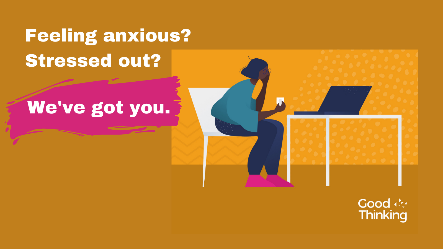 Feeling anxious?
Stressed out?
We've got you.
Good
Thinking